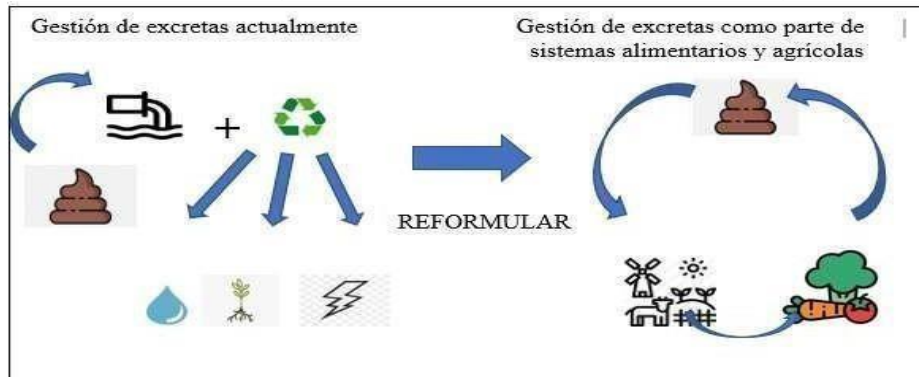 Gestión de excretas actualmente
Gestión de excretas como parte de
sistemas alimentarios y agrícolas
+
REFORMULAR